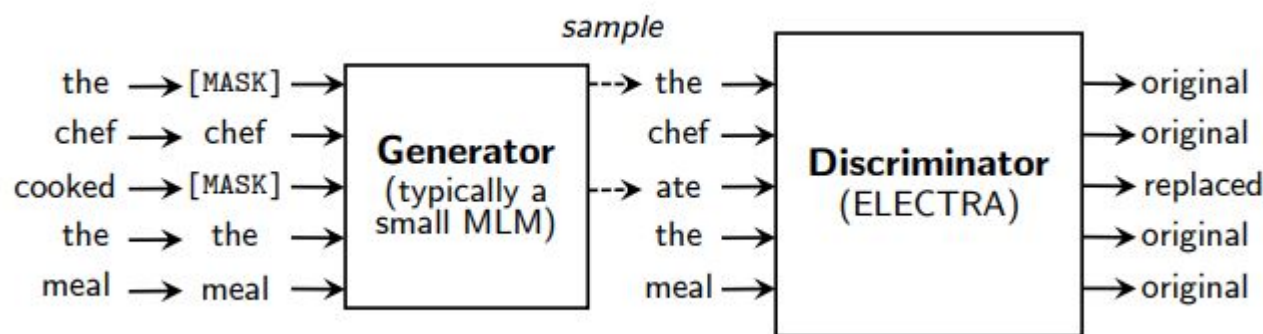 sample
the [MASK] the original
chef chef chef original
Generator
Discriminator
cooked [MASK] (typically a ate (ELECTRA) replaced
small MLM)
the the the original
meal meal meal original